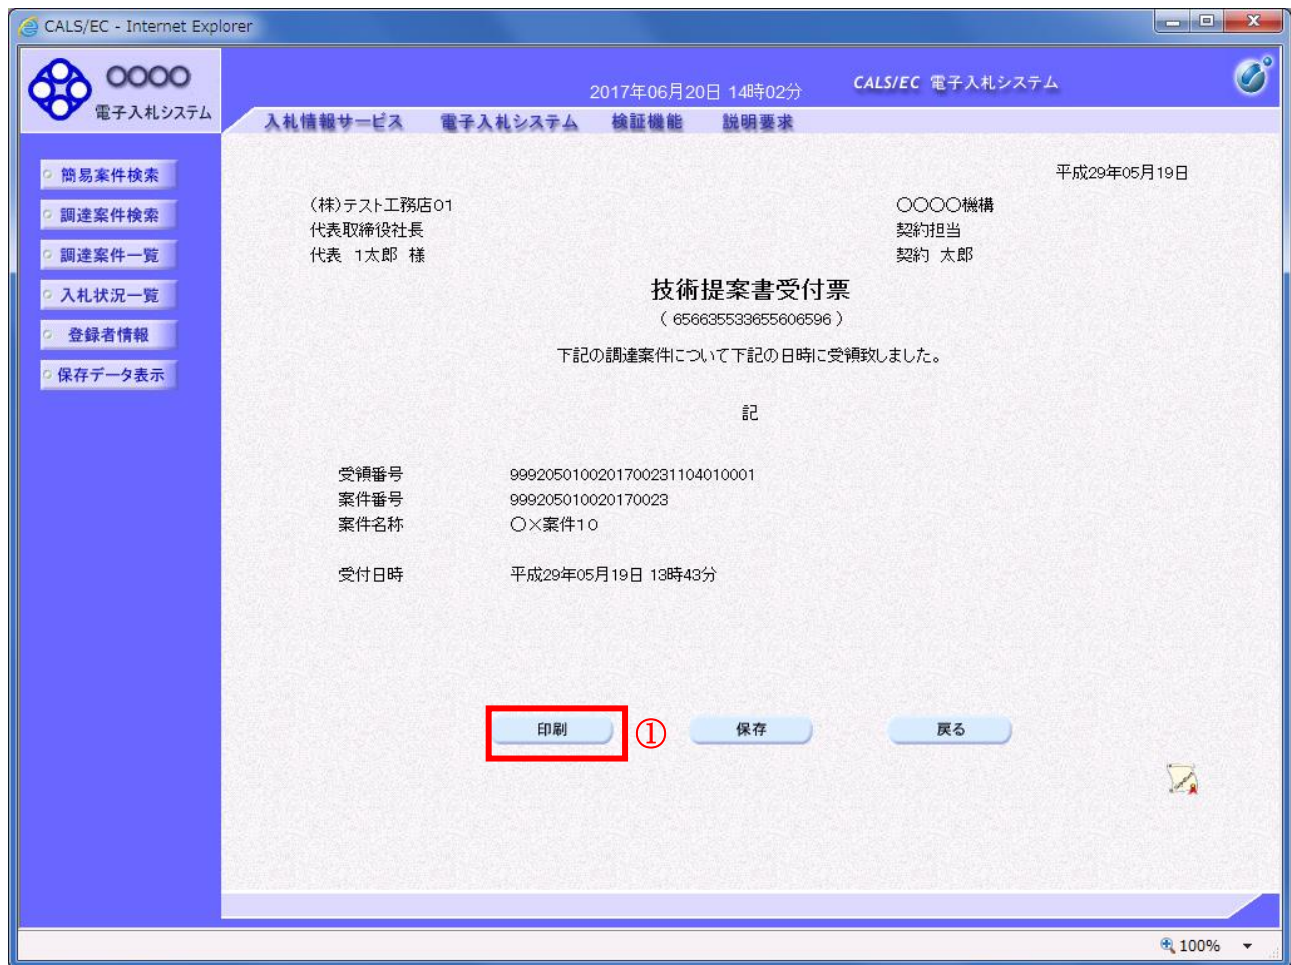 CALS/EC - Internet Explorer
○○○○
電子入札システム
2017年06月20日 14時02分
CALS/EC 電子入札システム
入札情報サービス 電子入札システム 検証機能 説明要求
簡易案件検索
調達案件検索
調達案件一覧
入札状況一覧
登録者情報
保存データ表示
平成29年05月19日
(株)テスト工務店01
代表取締役社長
代表 1太郎 様
○○○○機構
契約担当
契約 太郎
技術提案書受付票
( 656635533655606596 )
下記の調達案件について下記の日時に受領致しました。
記
受領番号 9992050100201700231104010001
案件番号 999205010020170023
案件名称 ○×案件10
受付日時 平成29年05月19日 13時43分
印刷 ① 保存 戻る
100%